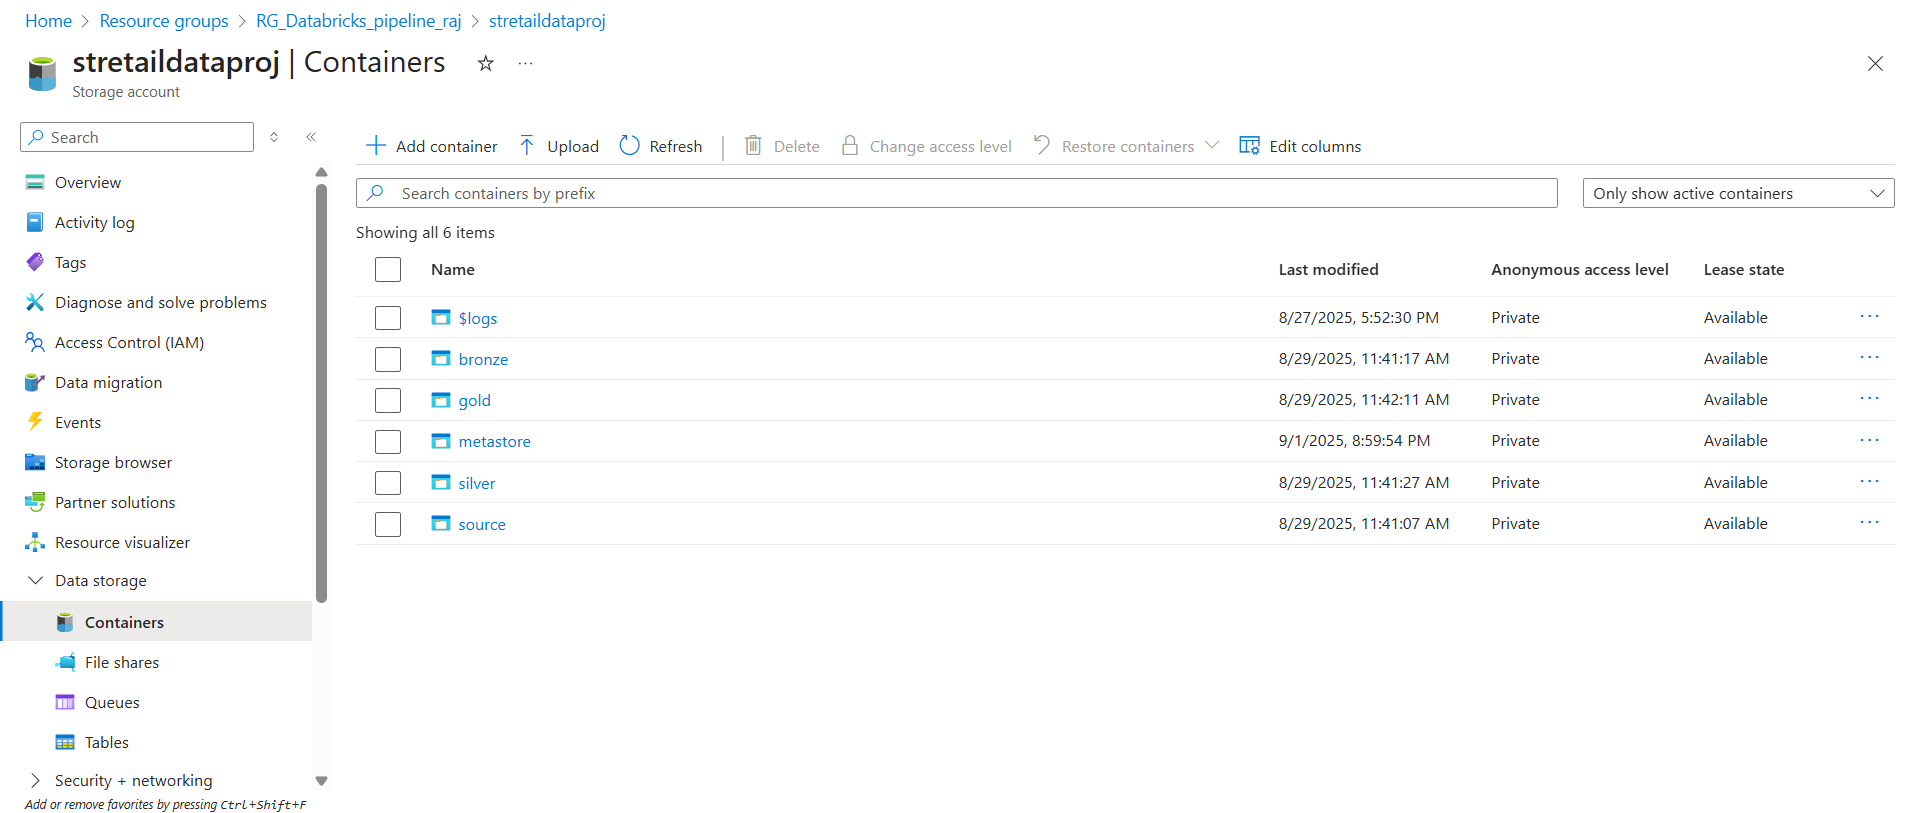 Home > Resource groups > RG_Databricks_pipeline_raj > stretaildataproj
stretaildataproj | Containers
Storage account
Search
Overview
Activity log
Tags
Diagnose and solve problems
Access Control (IAM)
Data migration
Events
Storage browser
Partner solutions
Resource visualizer
Data storage
Containers
File shares
Queues
Tables
Security + networking
Add or remove favorites by pressing Ctrl+Shift+F
Add container Upload Refresh Delete Change access level Restore containers Edit columns
Search containers by prefix Only show active containers
Showing all 6 items
Name Last modified Anonymous access level Lease state
$logs 8/27/2025, 5:52:30 PM Private Available
bronze 8/29/2025, 11:41:17 AM Private Available
gold 8/29/2025, 11:42:11 AM Private Available
metastore 9/1/2025, 8:59:54 PM Private Available
silver 8/29/2025, 11:41:27 AM Private Available
source 8/29/2025, 11:41:07 AM Private Available